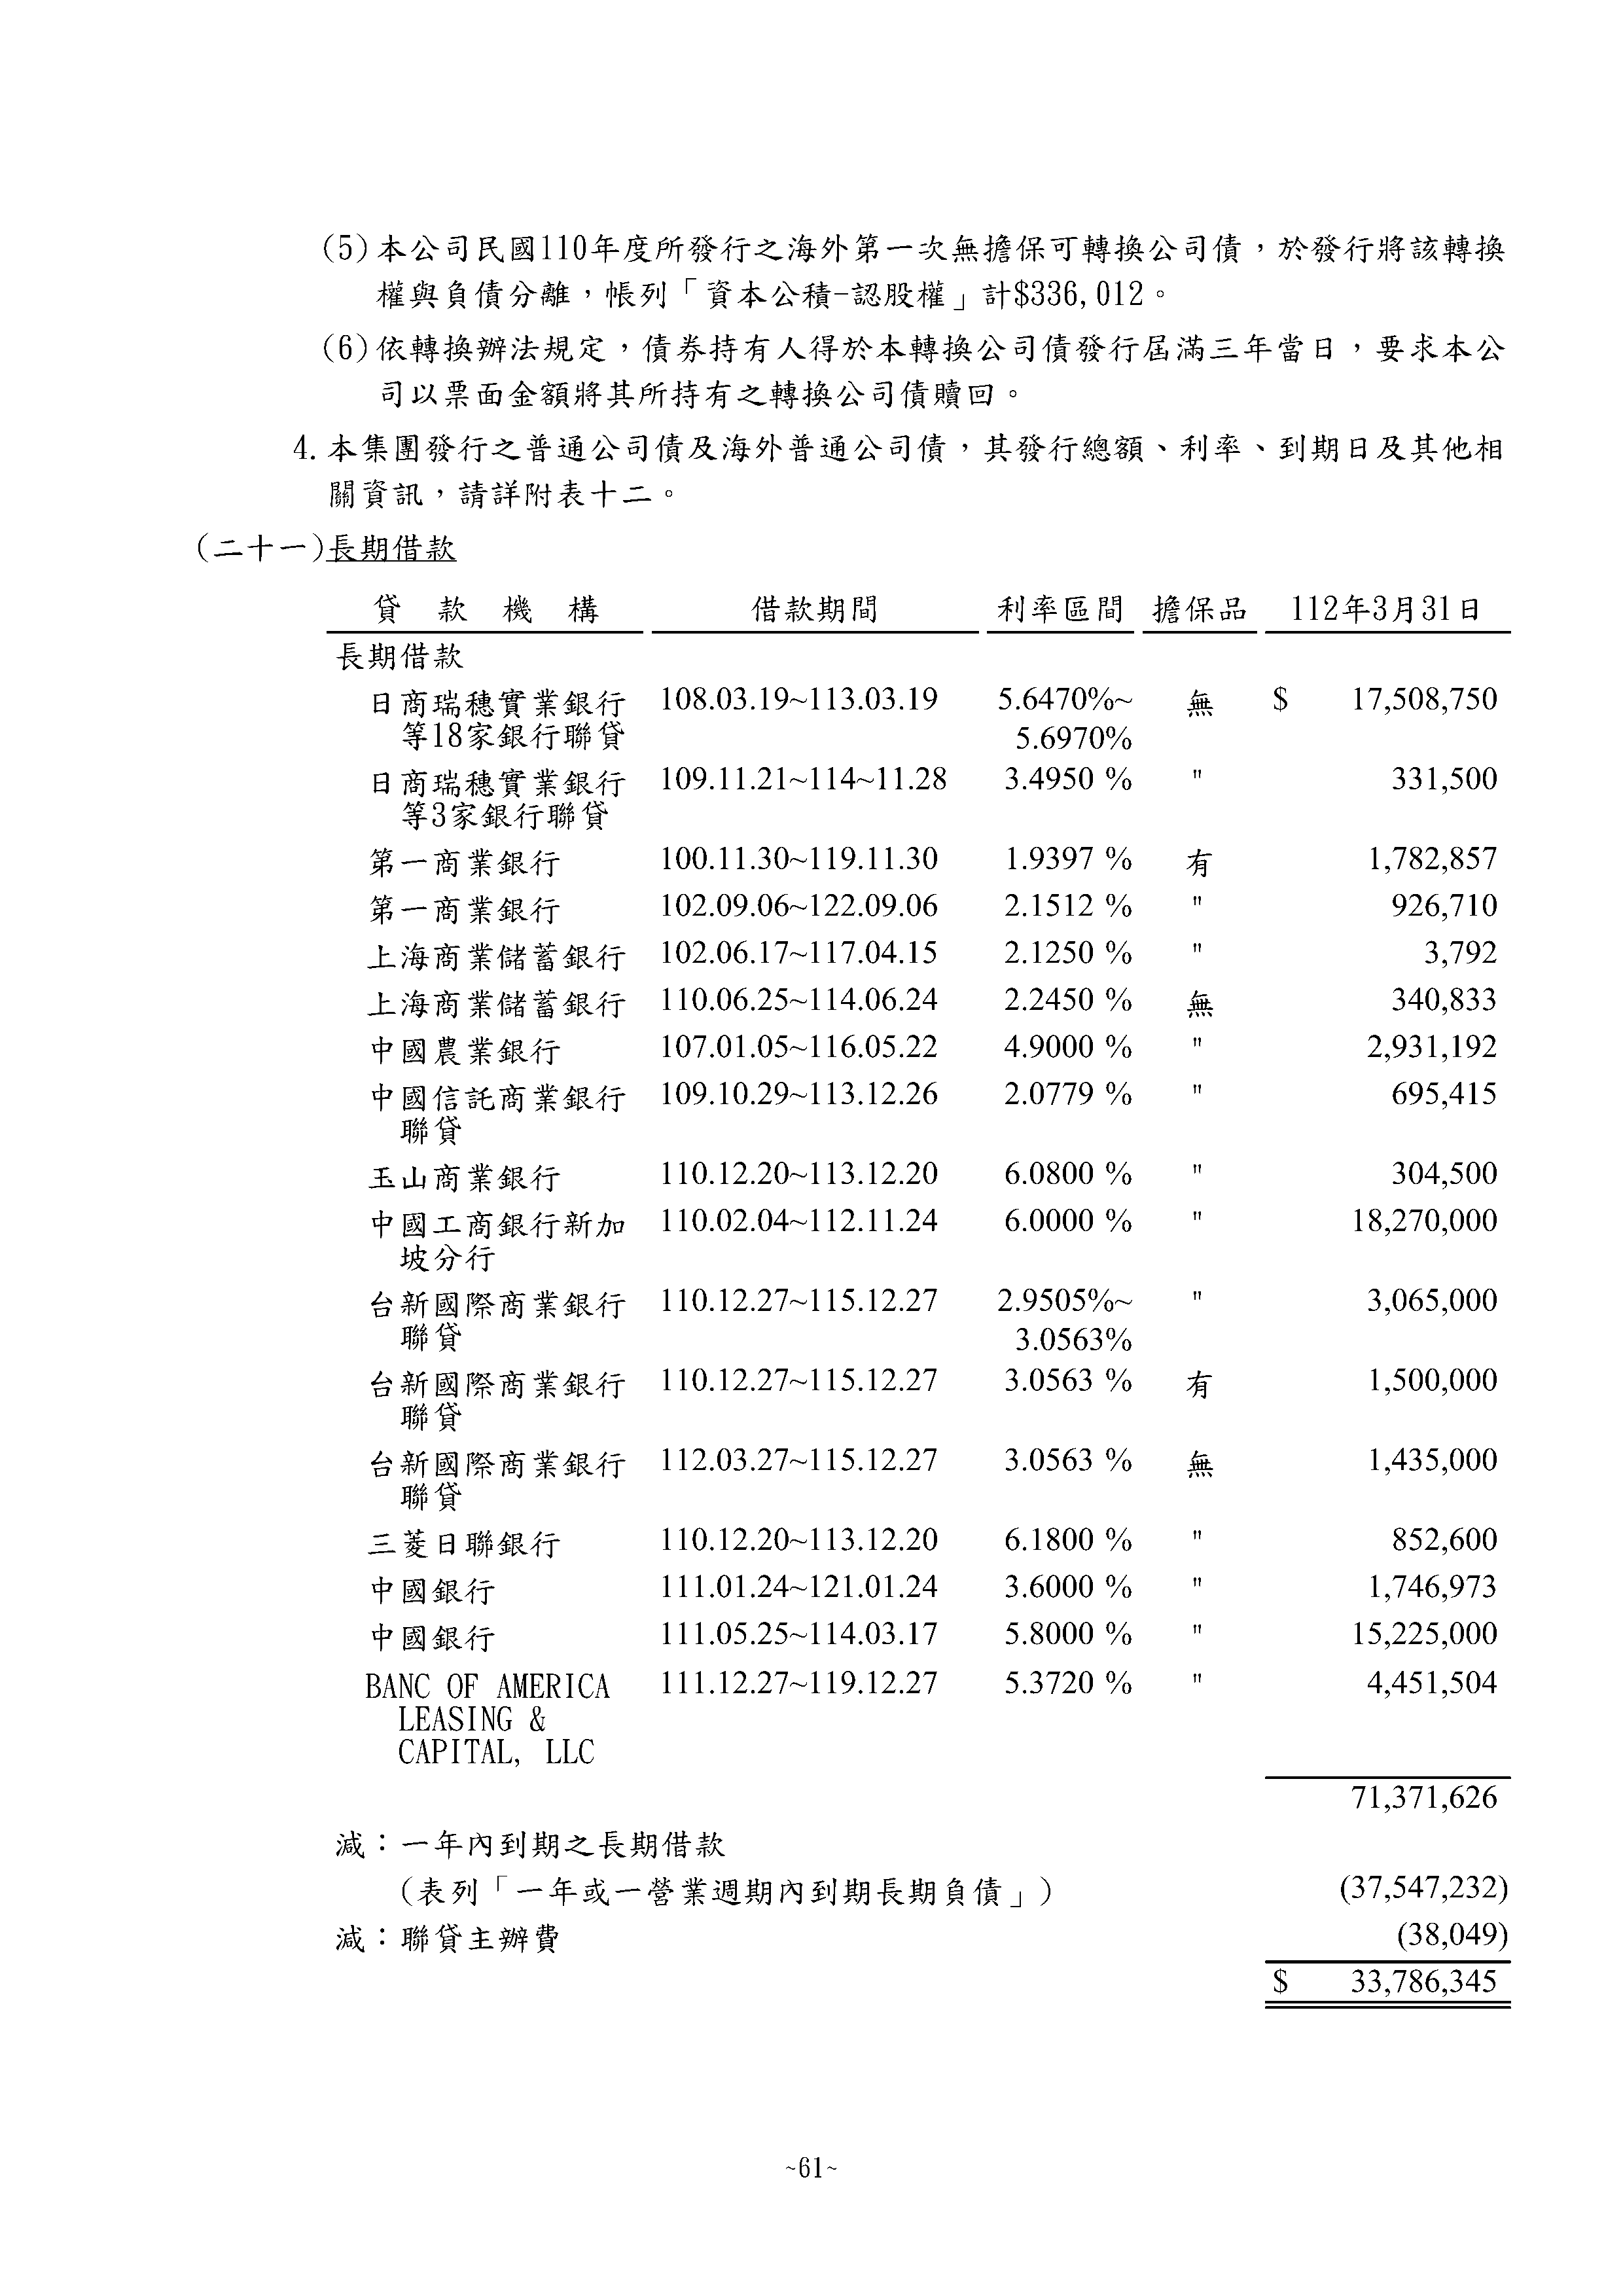 (5)本公司民國110年度所發行之海外第一次無擔保可轉換公司債，於發行將該轉換
權與負債分離，帳列「資本公積-認股權」計$336,012。
(6)依轉換辦法規定，債券持有人得於本轉換公司債發行屆滿三年當日，要求本公
司以票面金額將其所持有之轉換公司債贖回。
4.本集團發行之普通公司債及海外普通公司債，其發行總額、利率、到期日及其他相
關資訊，請詳附表十二。
(二十一)長期借款
貸 款 機 構 借款期間 利率區間 擔保品 112年3月31日
長期借款
日商瑞穗實業銀行 108.03.19~113.03.19 5.6470%~ 無 $ 17,508,750
等18家銀行聯貸 5.6970%
日商瑞穗實業銀行 109.11.21~114~11.28 3.4950 % " 331,500
等3家銀行聯貸
第一商業銀行 100.11.30~119.11.30 1.9397 % 有 1,782,857
第一商業銀行 102.09.06~122.09.06 2.1512 % " 926,710
上海商業儲蓄銀行 102.06.17~117.04.15 2.1250 % " 3,792
上海商業儲蓄銀行 110.06.25~114.06.24 2.2450 % 無 340,833
中國農業銀行 107.01.05~116.05.22 4.9000 % " 2,931,192
中國信託商業銀行 109.10.29~113.12.26 2.0779 % " 695,415
聯貸
玉山商業銀行 110.12.20~113.12.20 6.0800 % " 304,500
中國工商銀行新加 110.02.04~112.11.24 6.0000 % " 18,270,000
坡分行
台新國際商業銀行 110.12.27~115.12.27 2.9505%~ " 3,065,000
聯貸 3.0563%
台新國際商業銀行 110.12.27~115.12.27 3.0563 % 有 1,500,000
聯貸
台新國際商業銀行 112.03.27~115.12.27 3.0563 % 無 1,435,000
聯貸
三菱日聯銀行 110.12.20~113.12.20 6.1800 % " 852,600
中國銀行 111.01.24~121.01.24 3.6000 % " 1,746,973
中國銀行 111.05.25~114.03.17 5.8000 % " 15,225,000
BANC OF AMERICA 111.12.27~119.12.27 5.3720 % " 4,451,504
LEASING &
CAPITAL, LLC
71,371,626
減：一年內到期之長期借款
(表列「一年或一營業週期內到期長期負債」) (37,547,232)
減：聯貸主辦費 (38,049)
$ 33,786,345
~61~